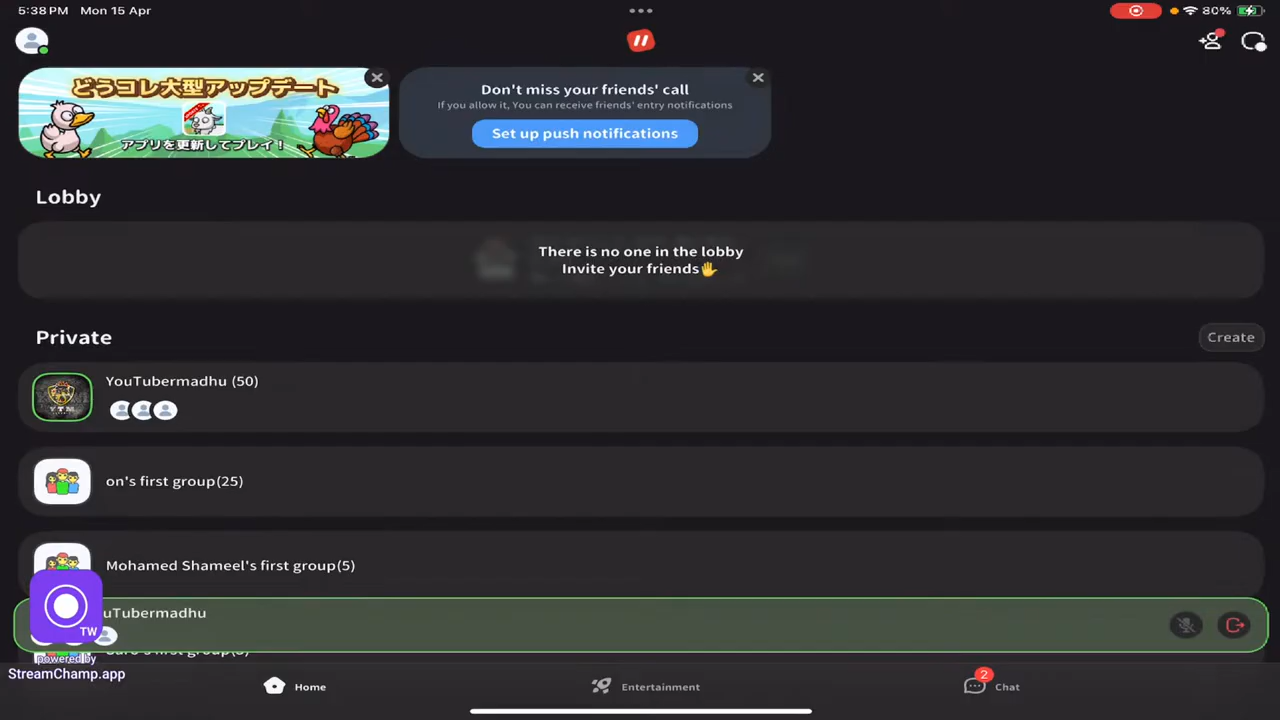 5:38 PM Mon 15 Apr
80%
どうコレ大型アップデート
アプリを更新してプレイ！
Don't miss your friends' call
If you allow it, You can receive friends' entry notifications
Set up push notifications
Lobby
There is no one in the lobby
Invite your friends✋
Private
Create
YouTubermadhu (50)
YTM
on's first group(25)
Mohamed Shameel's first group(5)
uTubermadhu
TW
first group(5)
powered by
StreamChamp.app
Home
Entertainment
2
Chat